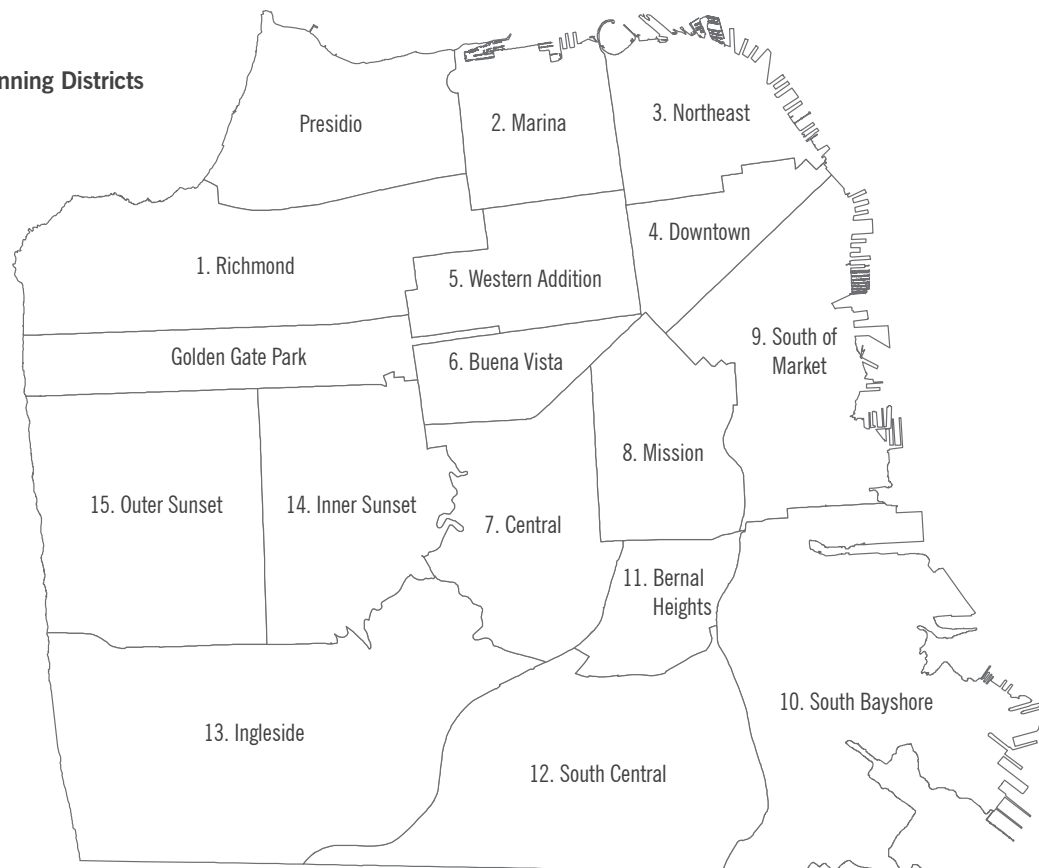 Districts
Presidio
2. Marina
3. Northeast
4. Downtown
1. Richmond
5. Western Addition
Golden Gate Park
6. Buena Vista
9. South of
Market
8. Mission
15. Outer Sunset
14. Inner Sunset
7. Central
11. Bernal
Heights
10. South Bayshore
13. Ingleside
12. South Central